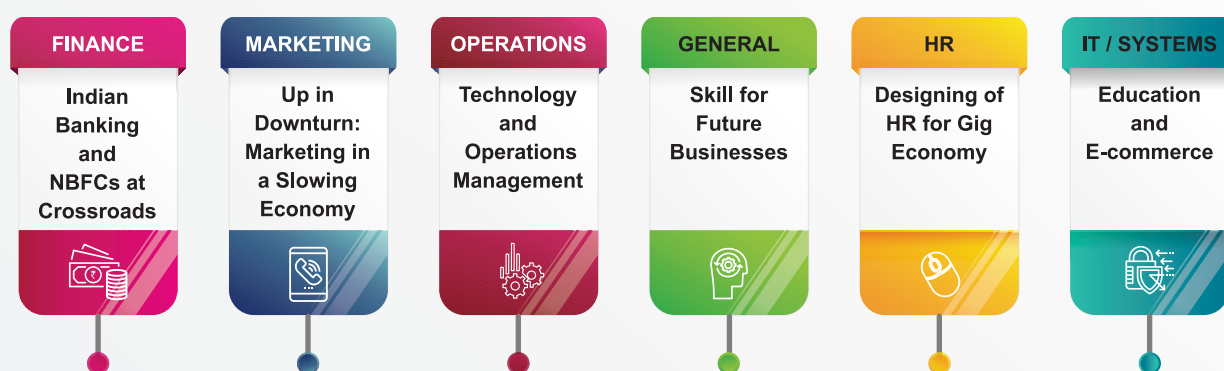 FINANCE
Indian
Banking
and
NBFCs at
Crossroads
MARKETING
Up in
Downturn:
Marketing in
a Slowing
Economy
OPERATIONS
Technology
and
Operations
Management
GENERAL
Skill for
Future
Businesses
HR
Designing of
HR for Gig
Economy
IT / SYSTEMS
Education
and
E-commerce